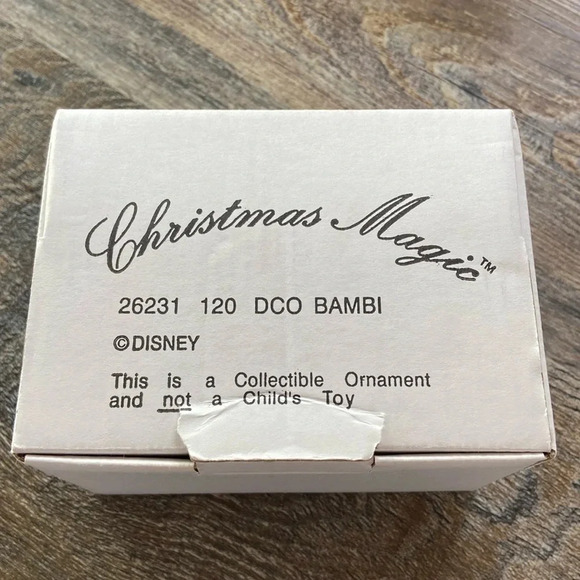 Christmas Magic™
26231 120 DCO BAMBI
©DISNEY
This is a Collectible Ornament
and not a Child's Toy